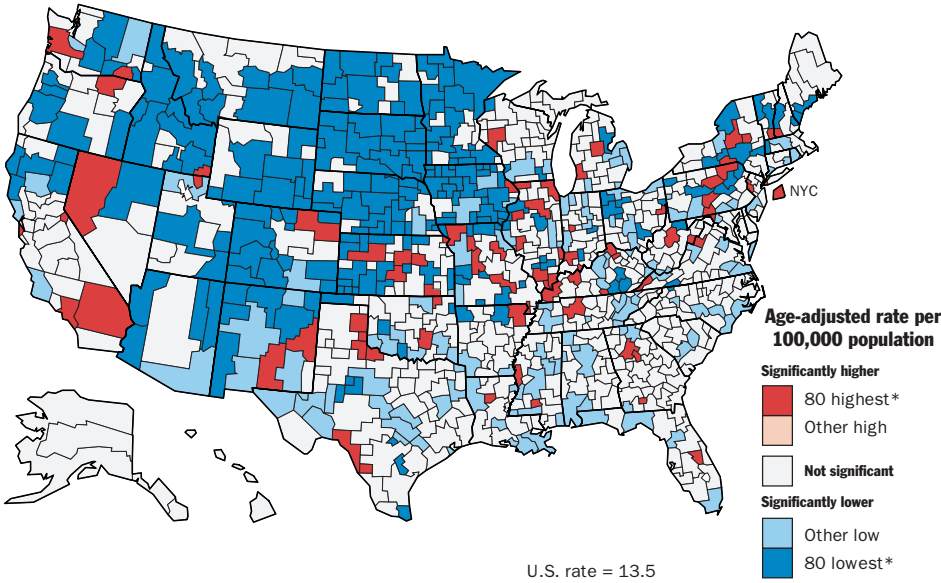 NYC
Age-adjusted rate per
100,000 population
Significantly higher
80 highest*
Other high
Not significant
Significantly lower
Other low
80 lowest*
U.S. rate = 13.5